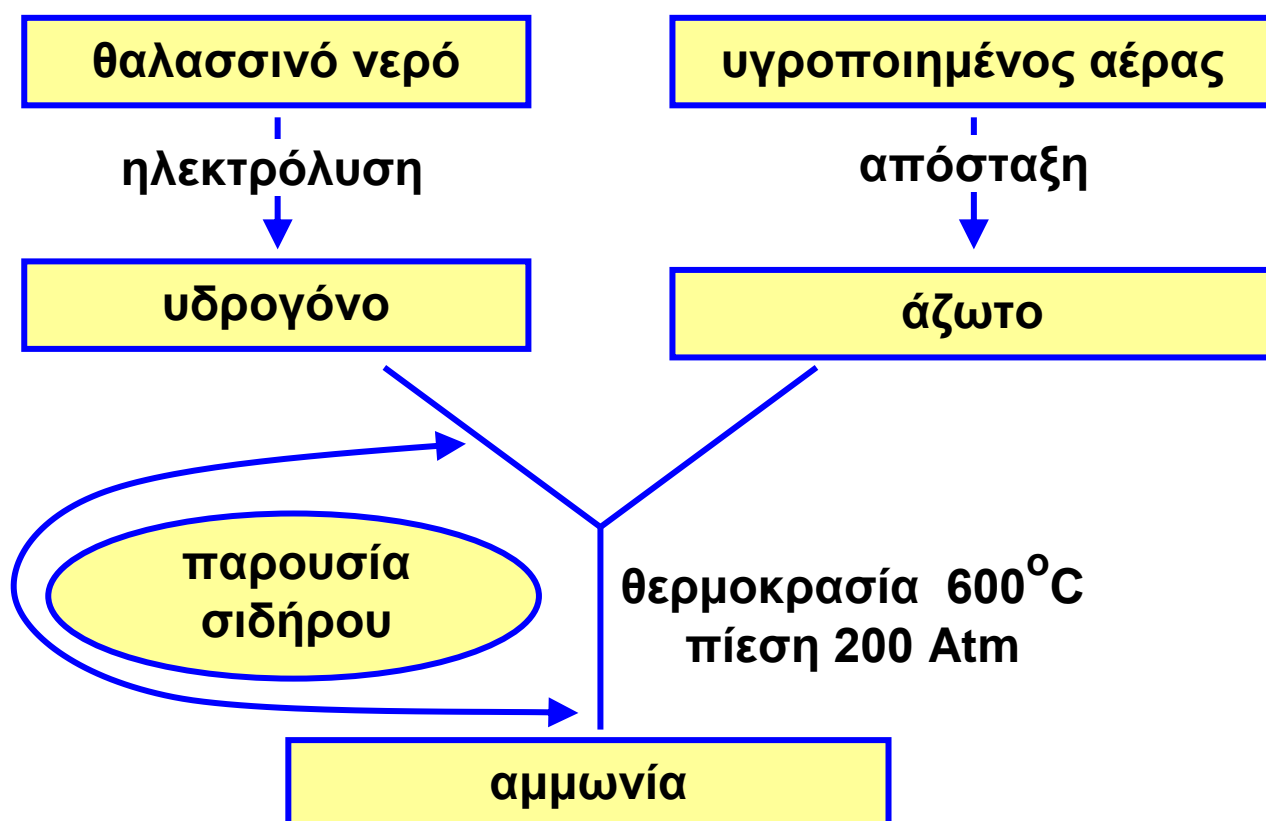 θαλασσινό νερό
υγροποιημένος αέρας
ηλεκτρόλυση
απόσταξη
υδρογόνο
άζωτο
παρουσία
σιδήρου
θερμοκρασία 600°C
πίεση 200 Atm
αμμωνία